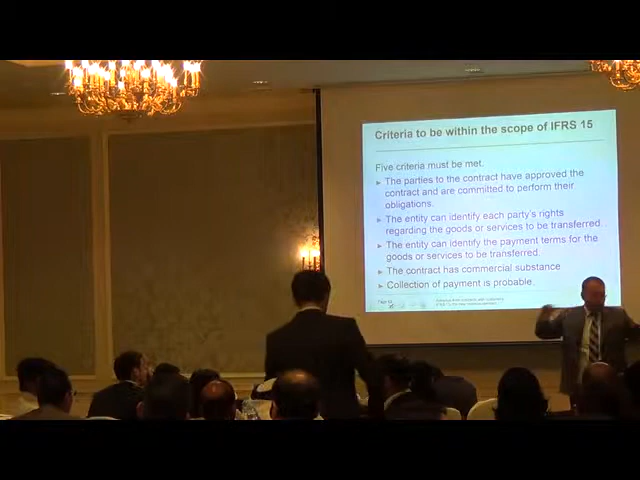 Criteria to be within the scope of IFRS 15
Five criteria must be met.
► The parties to the contract have approved the
contract and are committed to perform their
obligations.
► The entity can identify each party's rights
regarding the goods or services to be transferred.
► The entity can identify the payment terms for the
goods or services to be transferred.
► The contract has commercial substance
► Collection of payment is probable.